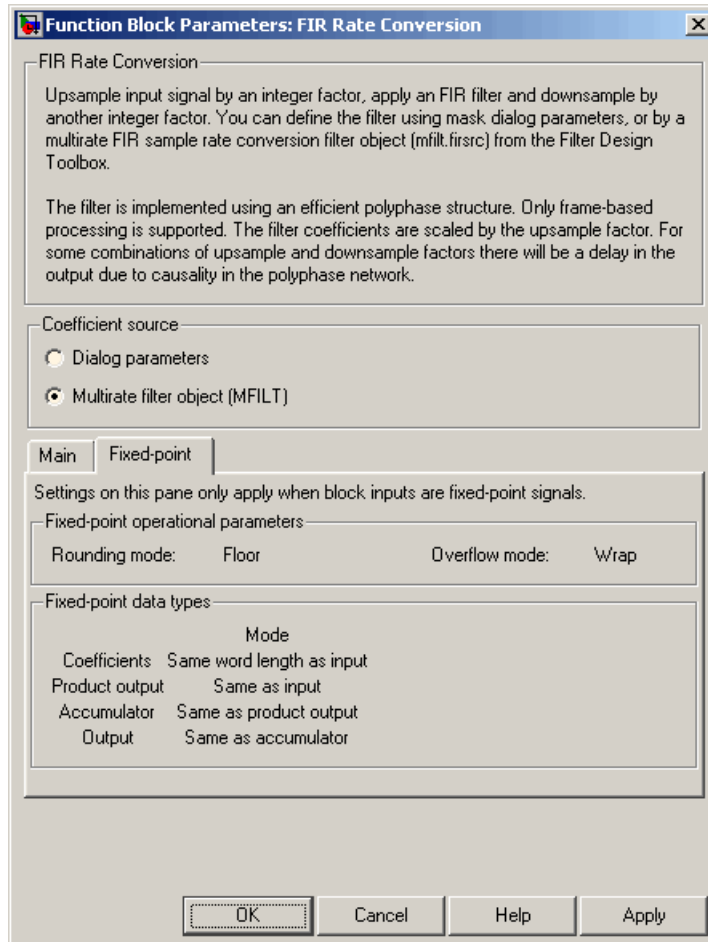 Function Block Parameters: FIR Rate Conversion
FIR Rate Conversion
Upsample input signal by an integer factor, apply an FIR filter and downsample by
another integer factor. You can define the filter using mask dialog parameters, or by a
multirate FIR sample rate conversion filter object (mfilt.firsrc) from the Filter Design
Toolbox.
The filter is implemented using an efficient polyphase structure. Only frame-based
processing is supported. The filter coefficients are scaled by the upsample factor. For
some combinations of upsample and downsample factors there will be a delay in the
output due to causality in the polyphase network.
Coefficient source
Dialog parameters
Multirate filter object (MFILT)
Main Fixed-point
Settings on this pane only apply when block inputs are fixed-point signals.
Fixed-point operational parameters
Rounding mode: Floor Overflow mode: Wrap
Fixed-point data types
Mode
Coefficients Same word length as input
Product output Same as input
Accumulator Same as product output
Output Same as accumulator
OK Cancel Help Apply